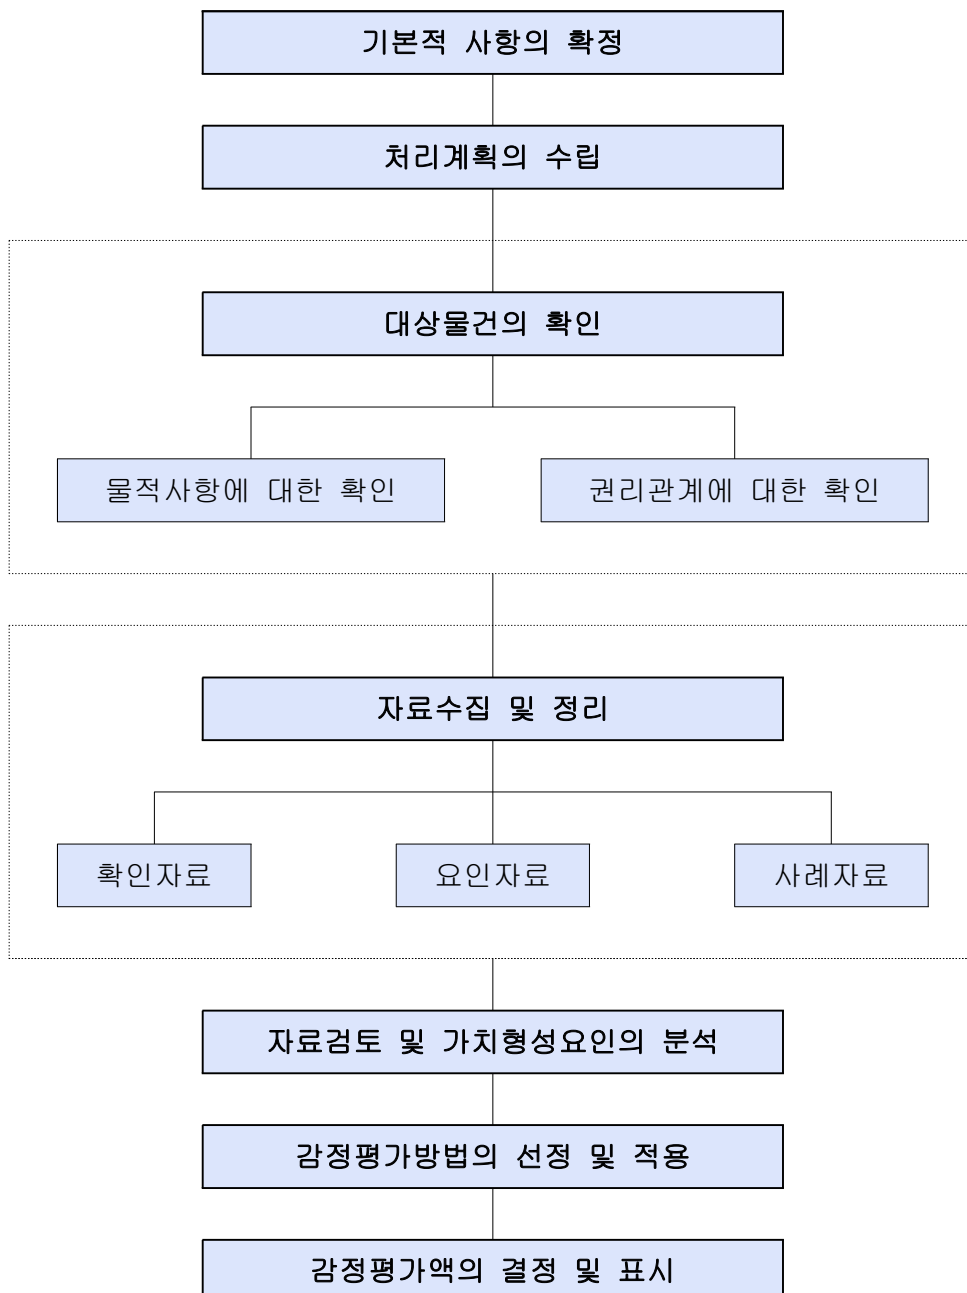 기본적 사항의 확정
처리계획의 수립
대상물건의 확인
물적사항에 대한 확인
권리관계에 대한 확인
자료수집 및 정리
확인자료
요인자료
사례자료
자료검토 및 가치형성요인의 분석
감정평가방법의 선정 및 적용
감정평가액의 결정 및 표시